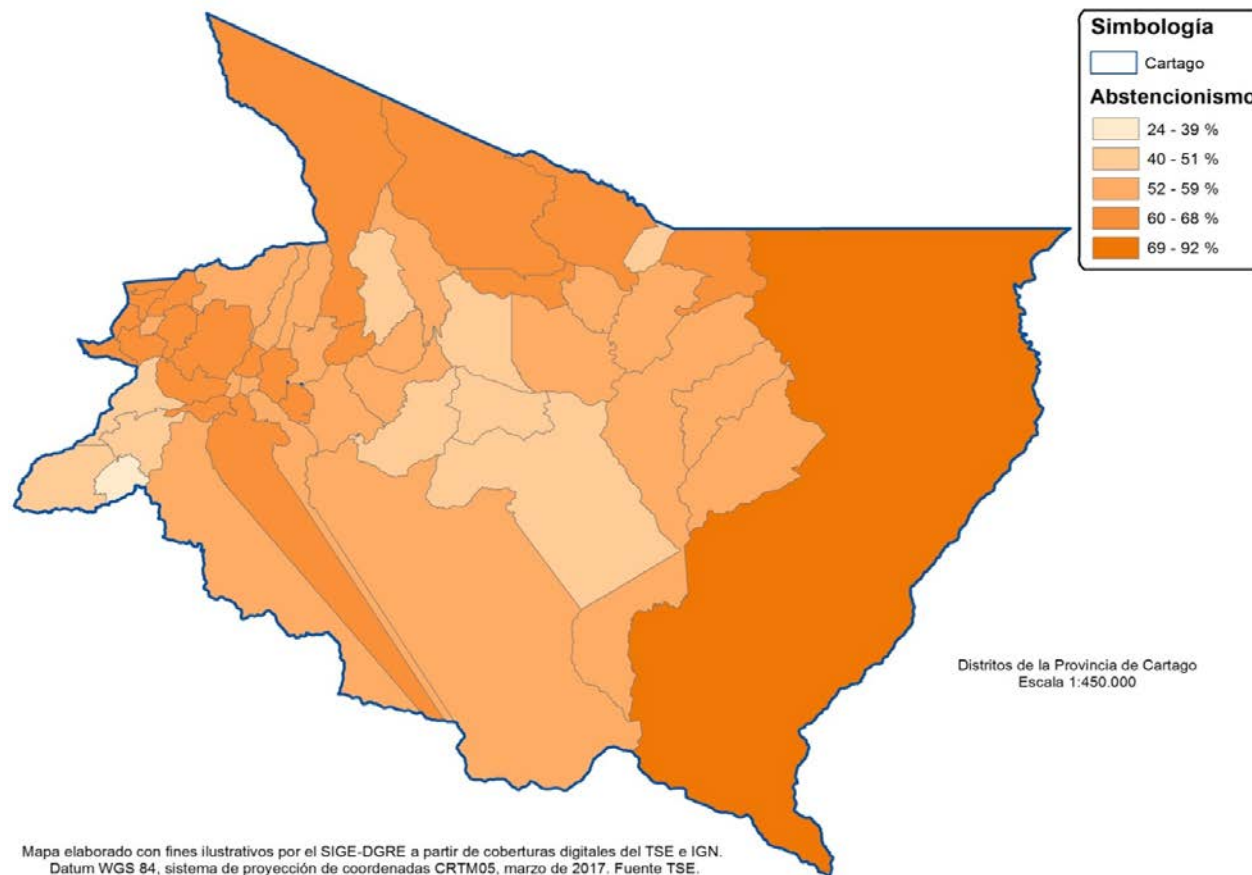 Simbología
Cartago
Abstencionismo
24 - 39 %
40 - 51 %
52 - 59 %
60 - 68 %
69 - 92 %
Distritos de la Provincia de Cartago
Escala 1:450.000
Mapa elaborado con fines ilustrativos por el SIGE-DGRE a partir de coberturas digitales del TSE e IGN.
Datum WGS 84, sistema de proyección de coordenadas CRTM05, marzo de 2017. Fuente TSE.